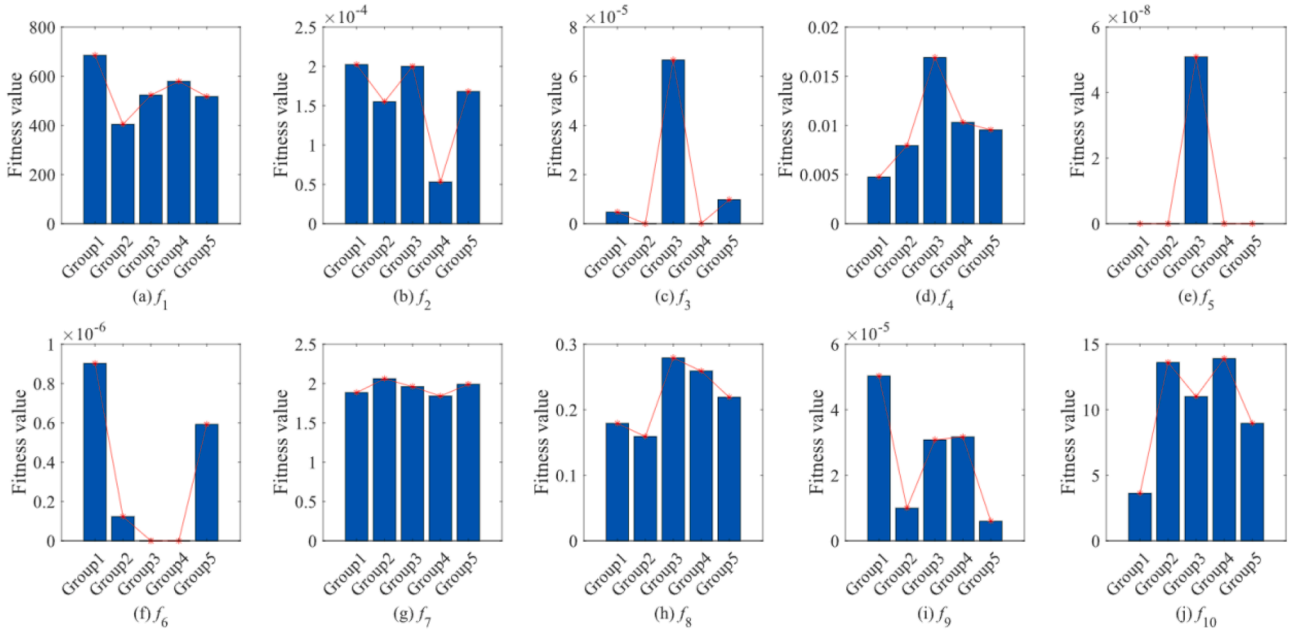 (a) f1
Fitness value
800
600
400
200
0
Group1
Group2
Group3
Group4
Group5
(b) f2
×10-4
Fitness value
2.5
2
1.5
1
0.5
0
Group1
Group2
Group3
Group4
Group5
(c) f3
×10-5
Fitness value
8
6
4
2
0
Group1
Group2
Group3
Group4
Group5
(d) f4
Fitness value
0.02
0.015
0.01
0.005
0
Group1
Group2
Group3
Group4
Group5
(e) f5
×10-8
Fitness value
6
4
2
0
Group1
Group2
Group3
Group4
Group5
(f) f6
×10-6
Fitness value
1
0.8
0.6
0.4
0.2
0
Group1
Group2
Group3
Group4
Group5
(g) f7
Fitness value
2.5
2
1.5
1
0.5
0
Group1
Group2
Group3
Group4
Group5
(h) f8
Fitness value
0.3
0.2
0.1
0
Group1
Group2
Group3
Group4
Group5
(i) f9
×10-5
Fitness value
6
4
2
0
Group1
Group2
Group3
Group4
Group5
(j) f10
Fitness value
15
10
5
0
Group1
Group2
Group3
Group4
Group5